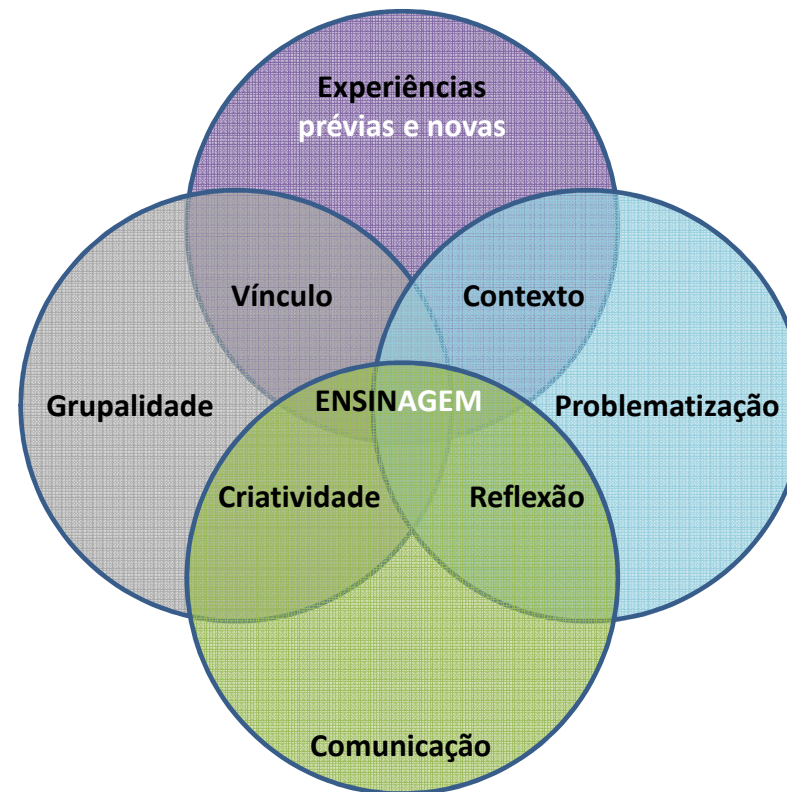 Experiências
prévias e novas
Vínculo
Contexto
Grupalidade
ENSINAGEM
Problematização
Criatividade
Reflexão
Comunicação